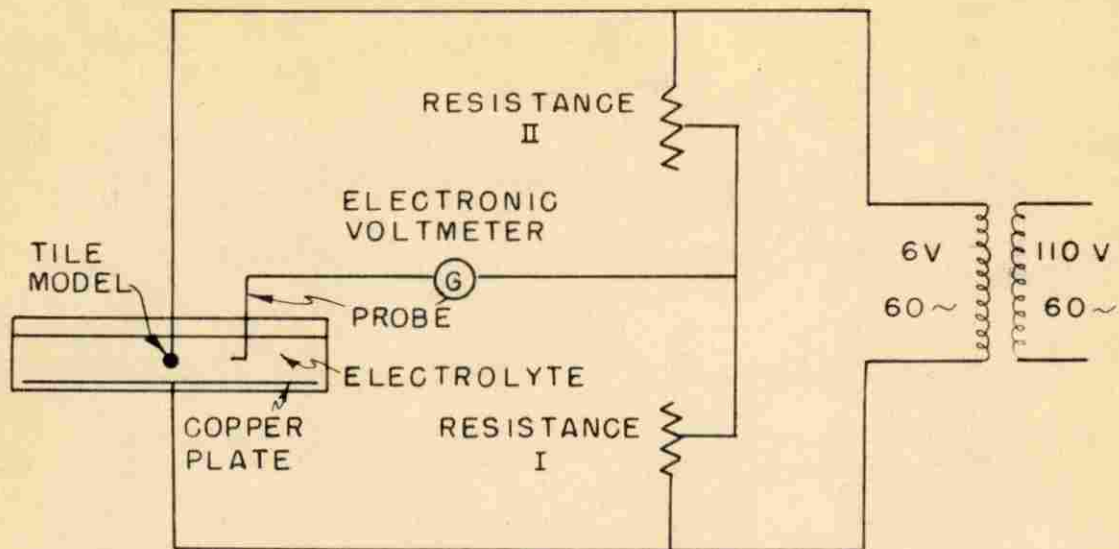 RESISTANCE
II
ELECTRONIC
VOLTMETER
TILE
MODEL
G
6V
110 V
PROBE
60~
60~
ELECTROLYTE
COPPER
PLATE
RESISTANCE
I